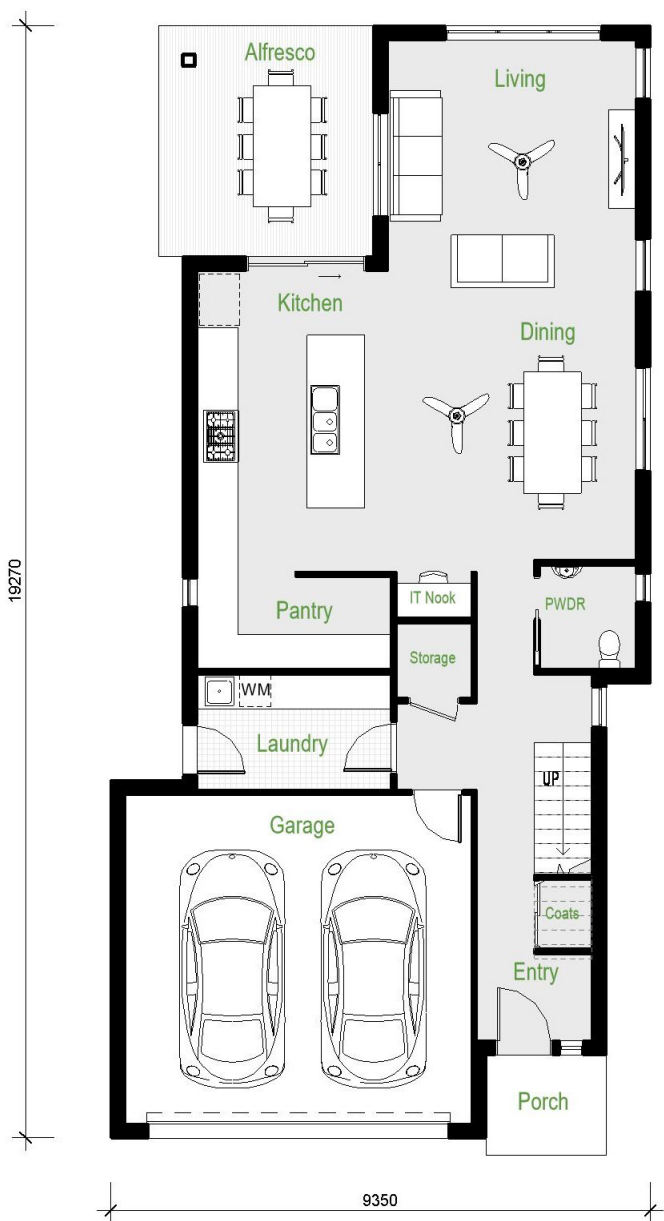 Alfresco
Living
Kitchen
Dining
19270
Pantry
IT Nook
PWDR
Storage
WM
Laundry
UP
Garage
Coats
Entry
Porch
9350